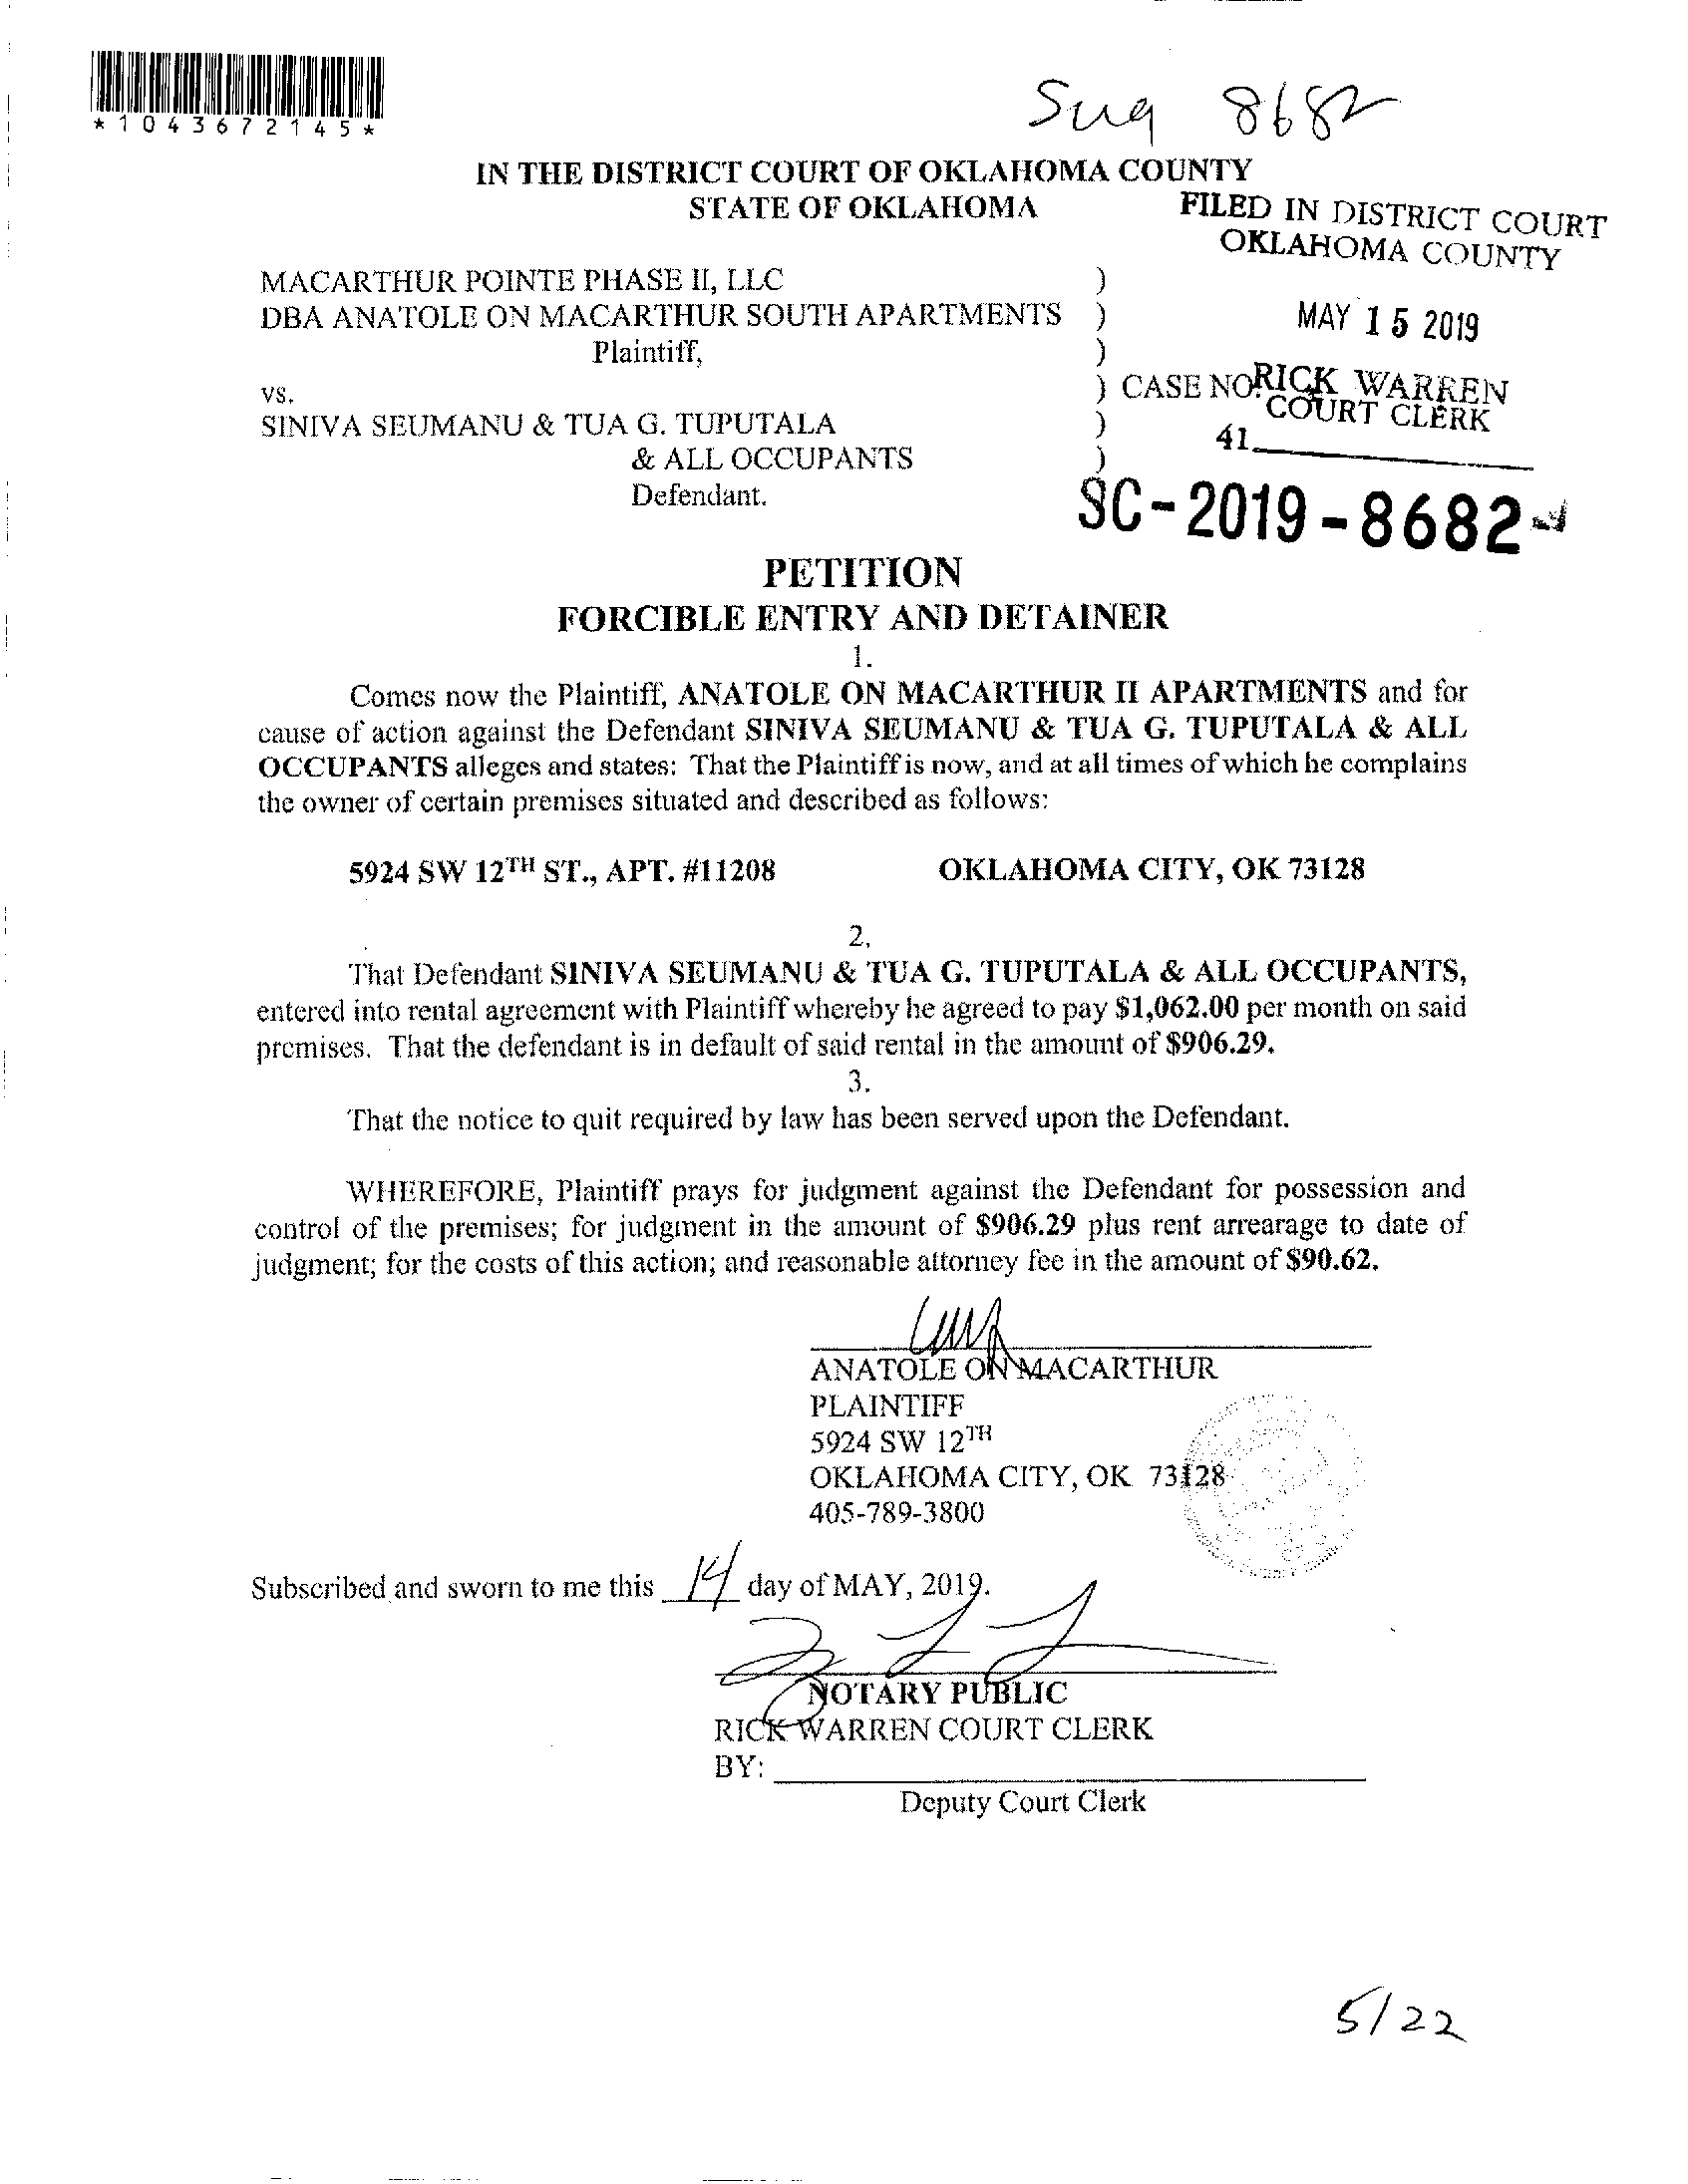 *1043672145*
8682
IN THE DISTRICT COURT OF OKLAHOMA COUNTY
STATE OF OKLAHOMA
FILED IN DISTRICT COURT
OKLAHOMA COUNTY
MACARTHUR POINTE PHASE II, LLC )
DBA ANATOLE ON MACARTHUR SOUTH APARTMENTS )
MAY 15 2019
Plaintiff, )
vs. ) CASE NO.
RICK WARREN
COURT CLERK
SINIVA SEUMANU & TUA G. TUPUTALA )
41
& ALL OCCUPANTS )
Defendant.
SC-2019-8682
PETITION
FORCIBLE ENTRY AND DETAINER
1.
Comes now the Plaintiff, ANATOLE ON MACARTHUR II APARTMENTS and for
cause of action against the Defendant SINIVA SEUMANU & TUA G. TUPUTALA & ALL
OCCUPANTS alleges and states: That the Plaintiff is now, and at all times of which he complains
the owner of certain premises situated and described as follows:
5924 SW 12TH ST., APT. #11208 OKLAHOMA CITY, OK 73128
2.
That Defendant SINIVA SEUMANU & TUA G. TUPUTALA & ALL OCCUPANTS,
entered into rental agreement with Plaintiff whereby he agreed to pay $1,062.00 per month on said
premises. That the defendant is in default of said rental in the amount of $906.29.
3.
That the notice to quit required by law has been served upon the Defendant.
WHEREFORE, Plaintiff prays for judgment against the Defendant for possession and
control of the premises; for judgment in the amount of $906.29 plus rent arrearage to date of
judgment; for the costs of this action; and reasonable attorney fee in the amount of $90.62.
ANATOLE ON MACARTHUR
PLAINTIFF
5924 SW 12TH
OKLAHOMA CITY, OK 73128
405-789-3800
Subscribed and sworn to me this 14 day of MAY, 2019.
NOTARY PUBLIC
RICK WARREN COURT CLERK
BY:
Deputy Court Clerk
5/22